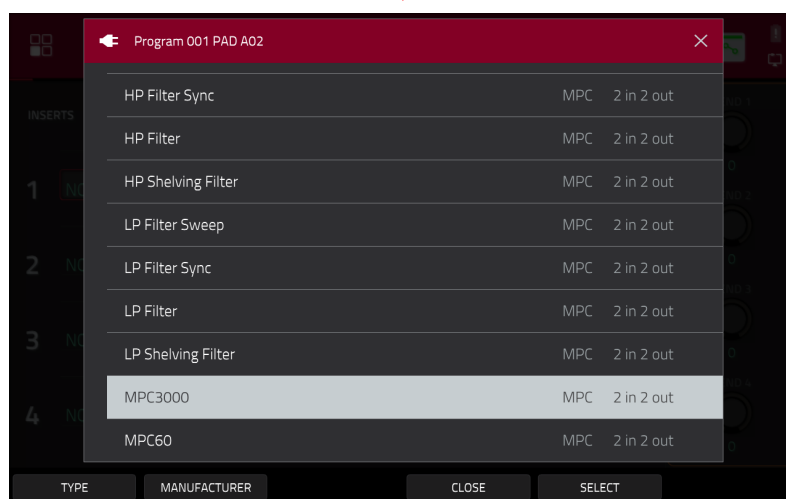 Program 001 PAD A02
HP Filter Sync MPC 2 in 2 out
INSERTS
HP Filter MPC 2 in 2 out
HP Shelving Filter MPC 2 in 2 out
1
LP Filter Sweep MPC 2 in 2 out
2 LP Filter Sync MPC 2 in 2 out
LP Filter MPC 2 in 2 out
3
LP Shelving Filter MPC 2 in 2 out
MPC3000 MPC 2 in 2 out
4
MPC60 MPC 2 in 2 out
TYPE MANUFACTURER CLOSE SELECT